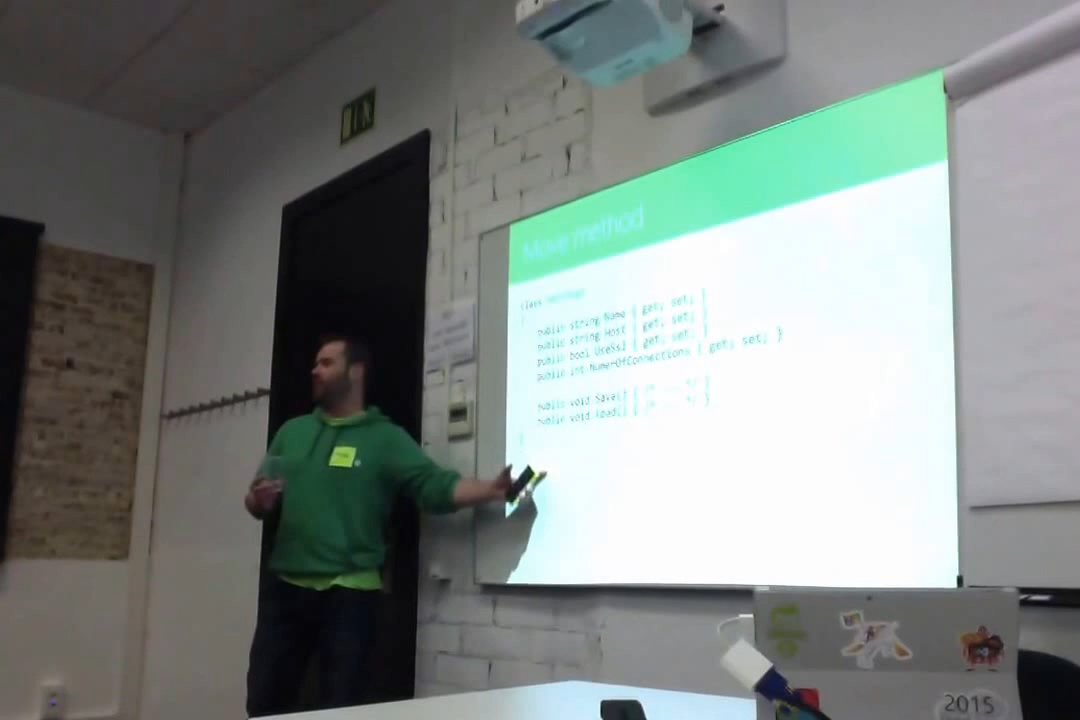 Move method
class
{
public string Name { get; set; }
public string Host { get; set; }
public bool UseSsl { get; set; }
public int NumerOfConnections { get; set; }
public void Save() { /* ... */ }
public void Load() { /* ... */ }
}
2015